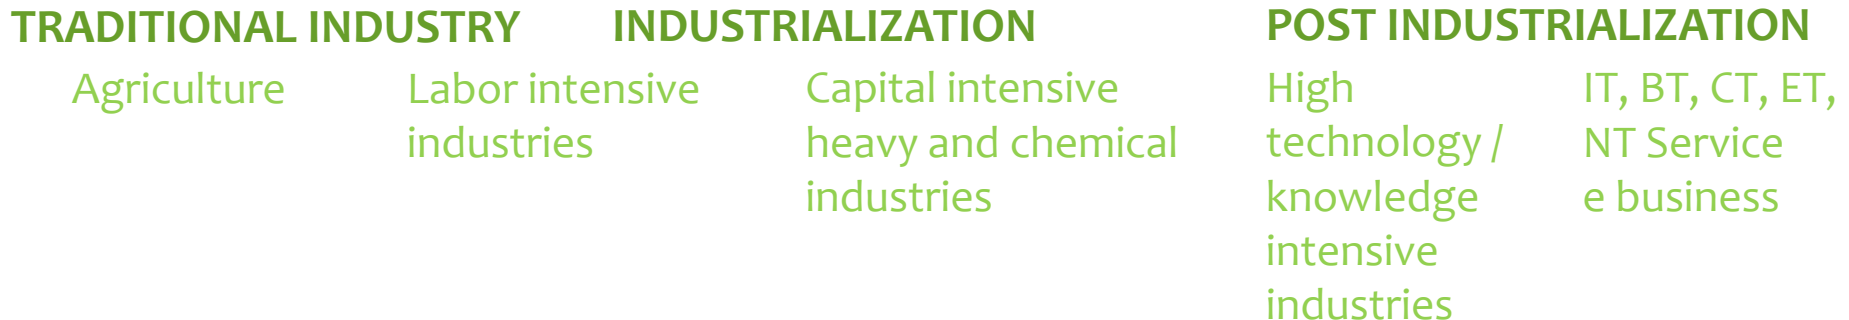 TRADITIONAL INDUSTRY
INDUSTRIALIZATION
POST INDUSTRIALIZATION
Agriculture
Labor intensive
industries
Capital intensive
heavy and chemical
industries
High
technology /
knowledge
intensive
industries
IT, BT, CT, ET,
NT Service
e business